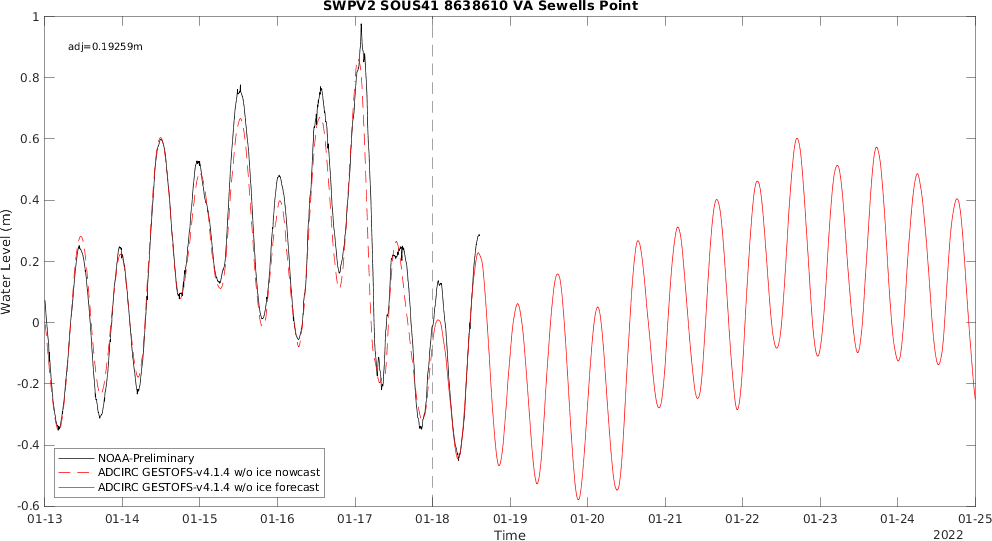 SWPV2 SOUS41 8638610 VA Sewells Point
adj=0.19259m
1
0.8
0.6
0.4
0.2
0
-0.2
-0.4
-0.6
Water Level (m)
NOAA-Preliminary
ADCIRC GESTOFS-v4.1.4 w/o ice nowcast
ADCIRC GESTOFS-v4.1.4 w/o ice forecast
01-13 01-14 01-15 01-16 01-17 01-18 01-19 01-20 01-21 01-22 01-23 01-24 01-25
Time
2022